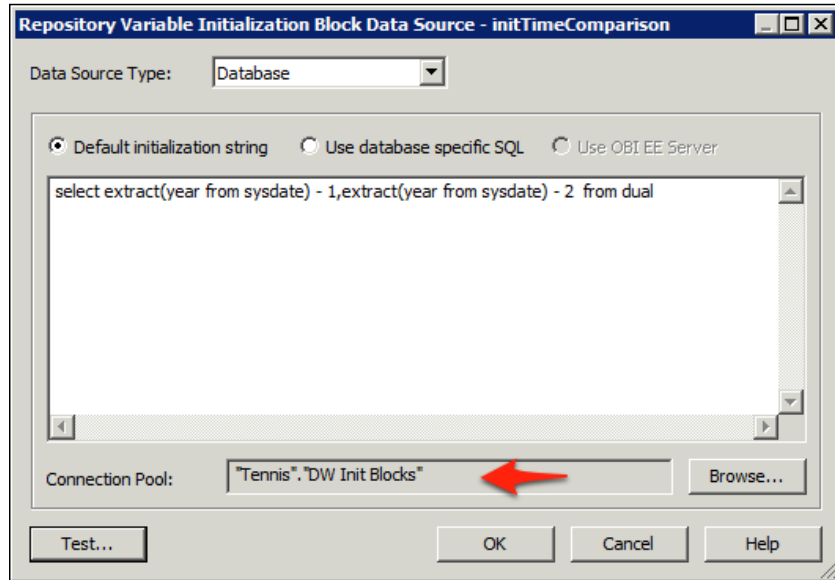 Repository Variable Initialization Block Data Source - initTimeComparison
Data Source Type: Database
Default initialization string Use database specific SQL Use OBI EE Server
select extract(year from sysdate) - 1,extract(year from sysdate) - 2 from dual
Connection Pool: "Tennis"."DW Init Blocks" Browse...
Test... OK Cancel Help